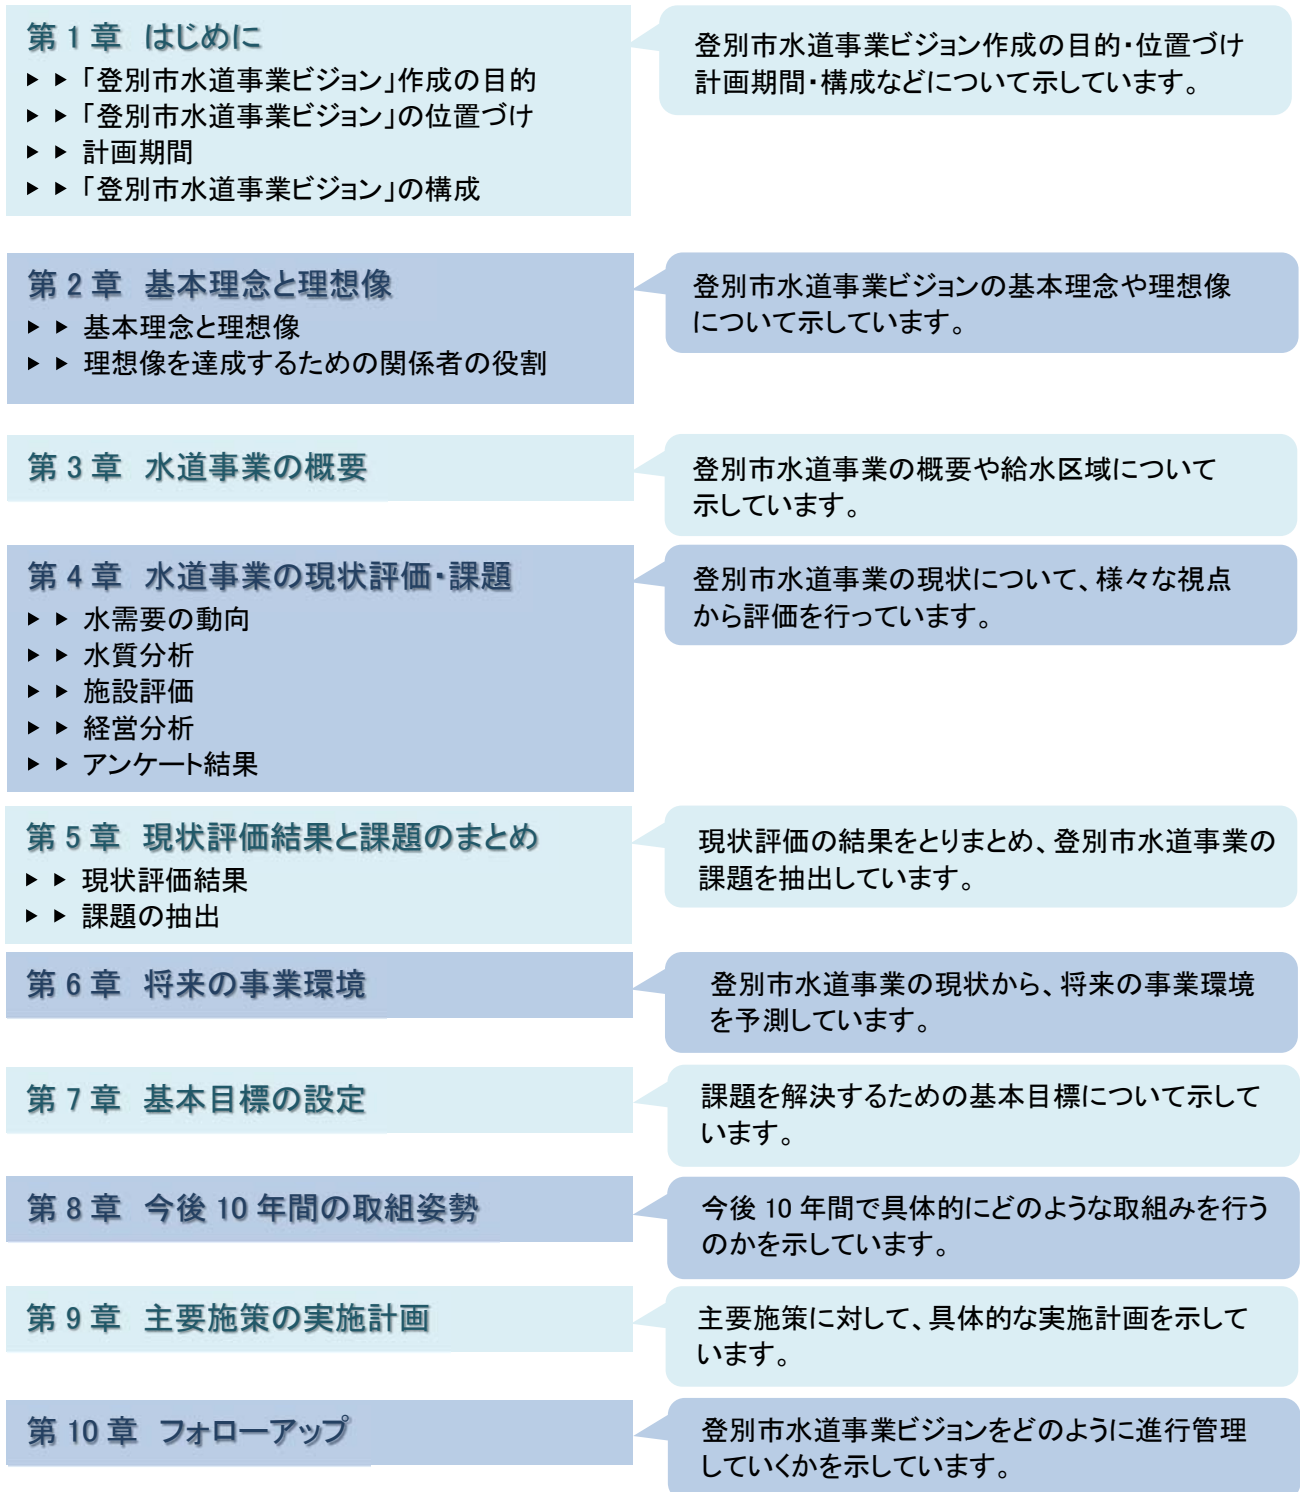 第 1 章 はじめに
▶ ▶ 「登別市水道事業ビジョン」作成の目的
▶ ▶ 「登別市水道事業ビジョン」の位置づけ
▶ ▶ 計画期間
▶ ▶ 「登別市水道事業ビジョン」の構成
登別市水道事業ビジョン作成の目的・位置づけ
計画期間・構成などについて示しています。
第 2 章 基本理念と理想像
▶ ▶ 基本理念と理想像
▶ ▶ 理想像を達成するための関係者の役割
登別市水道事業ビジョンの基本理念や理想像
について示しています。
第 3 章 水道事業の概要
登別市水道事業の概要や給水区域について
示しています。
第 4 章 水道事業の現状評価・課題
▶ ▶ 水需要の動向
▶ ▶ 水質分析
▶ ▶ 施設評価
▶ ▶ 経営分析
▶ ▶ アンケート結果
登別市水道事業の現状について、様々な視点
から評価を行っています。
第 5 章 現状評価結果と課題のまとめ
▶ ▶ 現状評価結果
▶ ▶ 課題の抽出
現状評価の結果をとりまとめ、登別市水道事業の
課題を抽出しています。
第 6 章 将来の事業環境
登別市水道事業の現状から、将来の事業環境
を予測しています。
第 7 章 基本目標の設定
課題を解決するための基本目標について示して
います。
第 8 章 今後 10 年間の取組姿勢
今後 10 年間で具体的にどのような取組みを行う
のかを示しています。
第 9 章 主要施策の実施計画
主要施策に対して、具体的な実施計画を示して
います。
第 10 章 フォローアップ
登別市水道事業ビジョンをどのように進行管理
していくかを示しています。